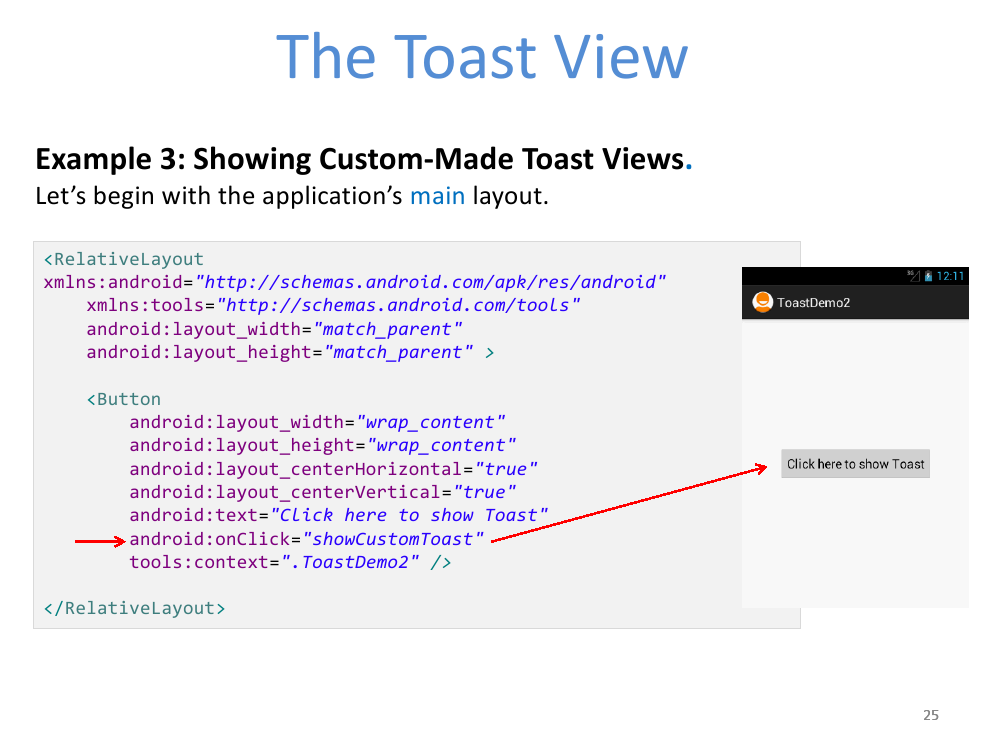 The Toast View
Example 3: Showing Custom-Made Toast Views.
Let’s begin with the application’s main layout.
<RelativeLayout
xmlns:android="http://schemas.android.com/apk/res/android"
    xmlns:tools="http://schemas.android.com/tools"
    android:layout_width="match_parent"
    android:layout_height="match_parent" >
    <Button
        android:layout_width="wrap_content"
        android:layout_height="wrap_content"
        android:layout_centerHorizontal="true"
        android:layout_centerVertical="true"
        android:text="Click here to show Toast"
        android:onClick="showCustomToast"
        tools:context=".ToastDemo2" />
</RelativeLayout>
3G 12:11
ToastDemo2
Click here to show Toast
25